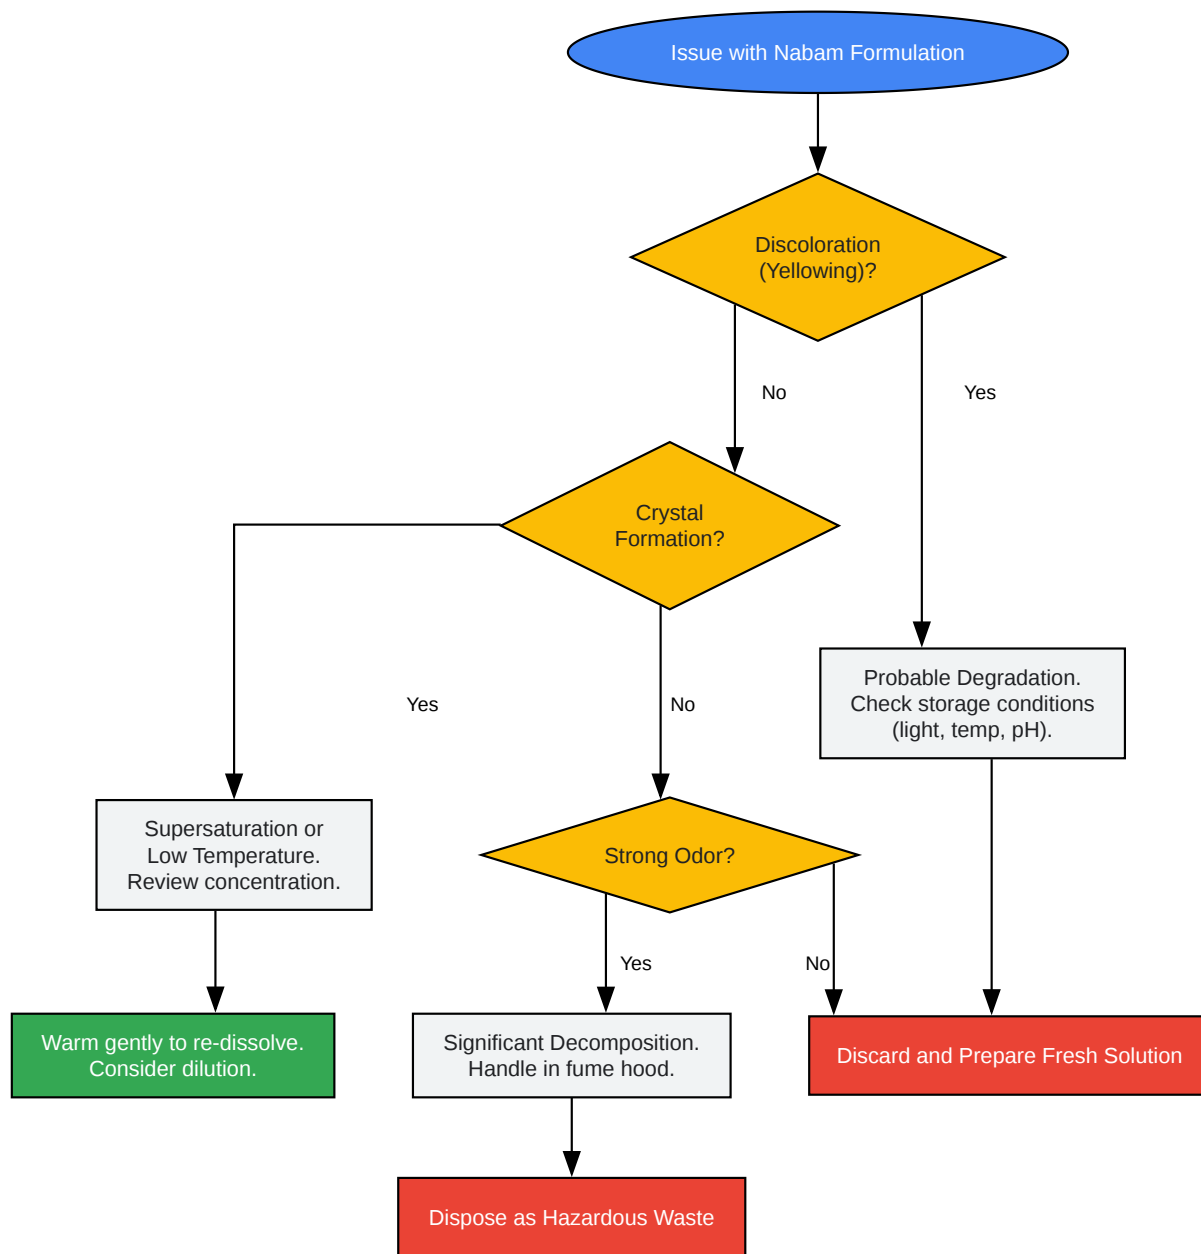 Issue with Nabam Formulation
Discoloration
(Yellowing)?
No
Yes
Crystal
Formation?
Probable Degradation.
Check storage conditions
(light, temp, pH).
Yes
No
Supersaturation or
Low Temperature.
Review concentration.
Strong Odor?
Yes
No
Warm gently to re-dissolve.
Consider dilution.
Significant Decomposition.
Handle in fume hood.
Discard and Prepare Fresh Solution
Dispose as Hazardous Waste